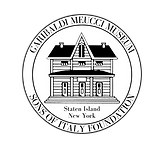 GARIBALDI MEUCCI MUSEUM
Staten Island
New York
SONS OF ITALY FOUNDATION